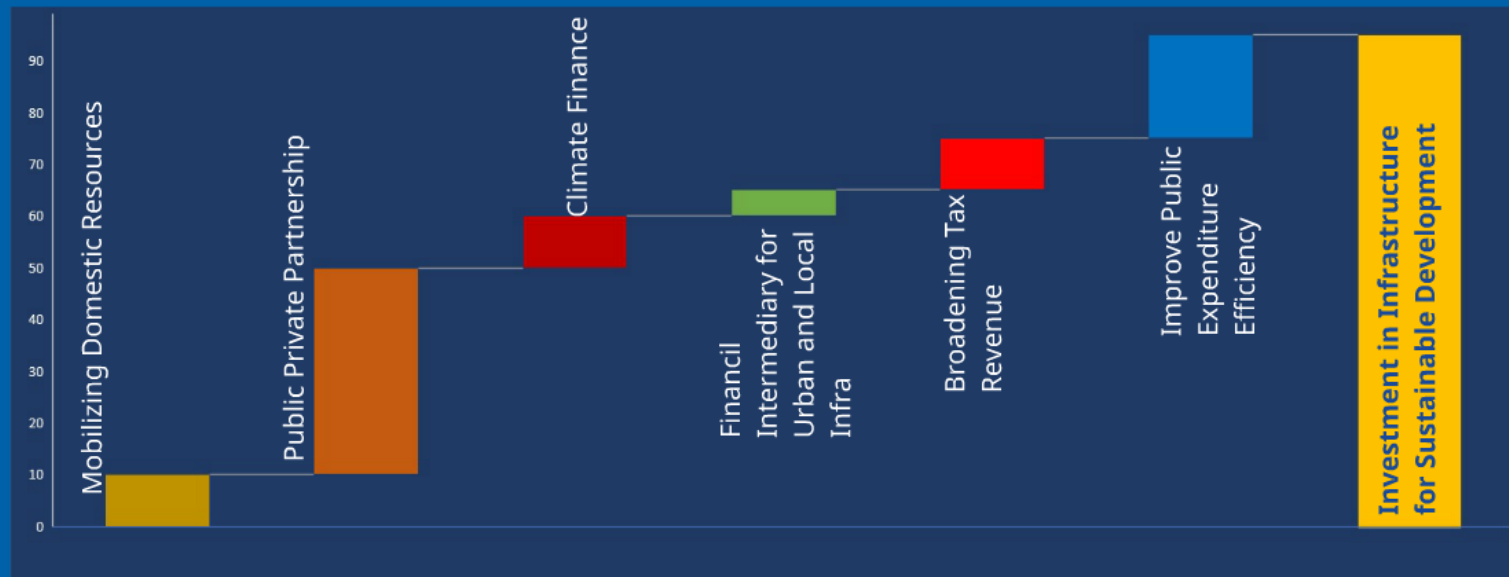 90
80
70
60
50
40
30
20
10
0
Mobilizing Domestic Resources
Public Private Partnership
Climate Finance
Financil
Intermediary for
Urban and Local
Infra
Broadening Tax
Revenue
Improve Public
Expenditure
Efficiency
Investment in Infrastructure
for Sustainable Development